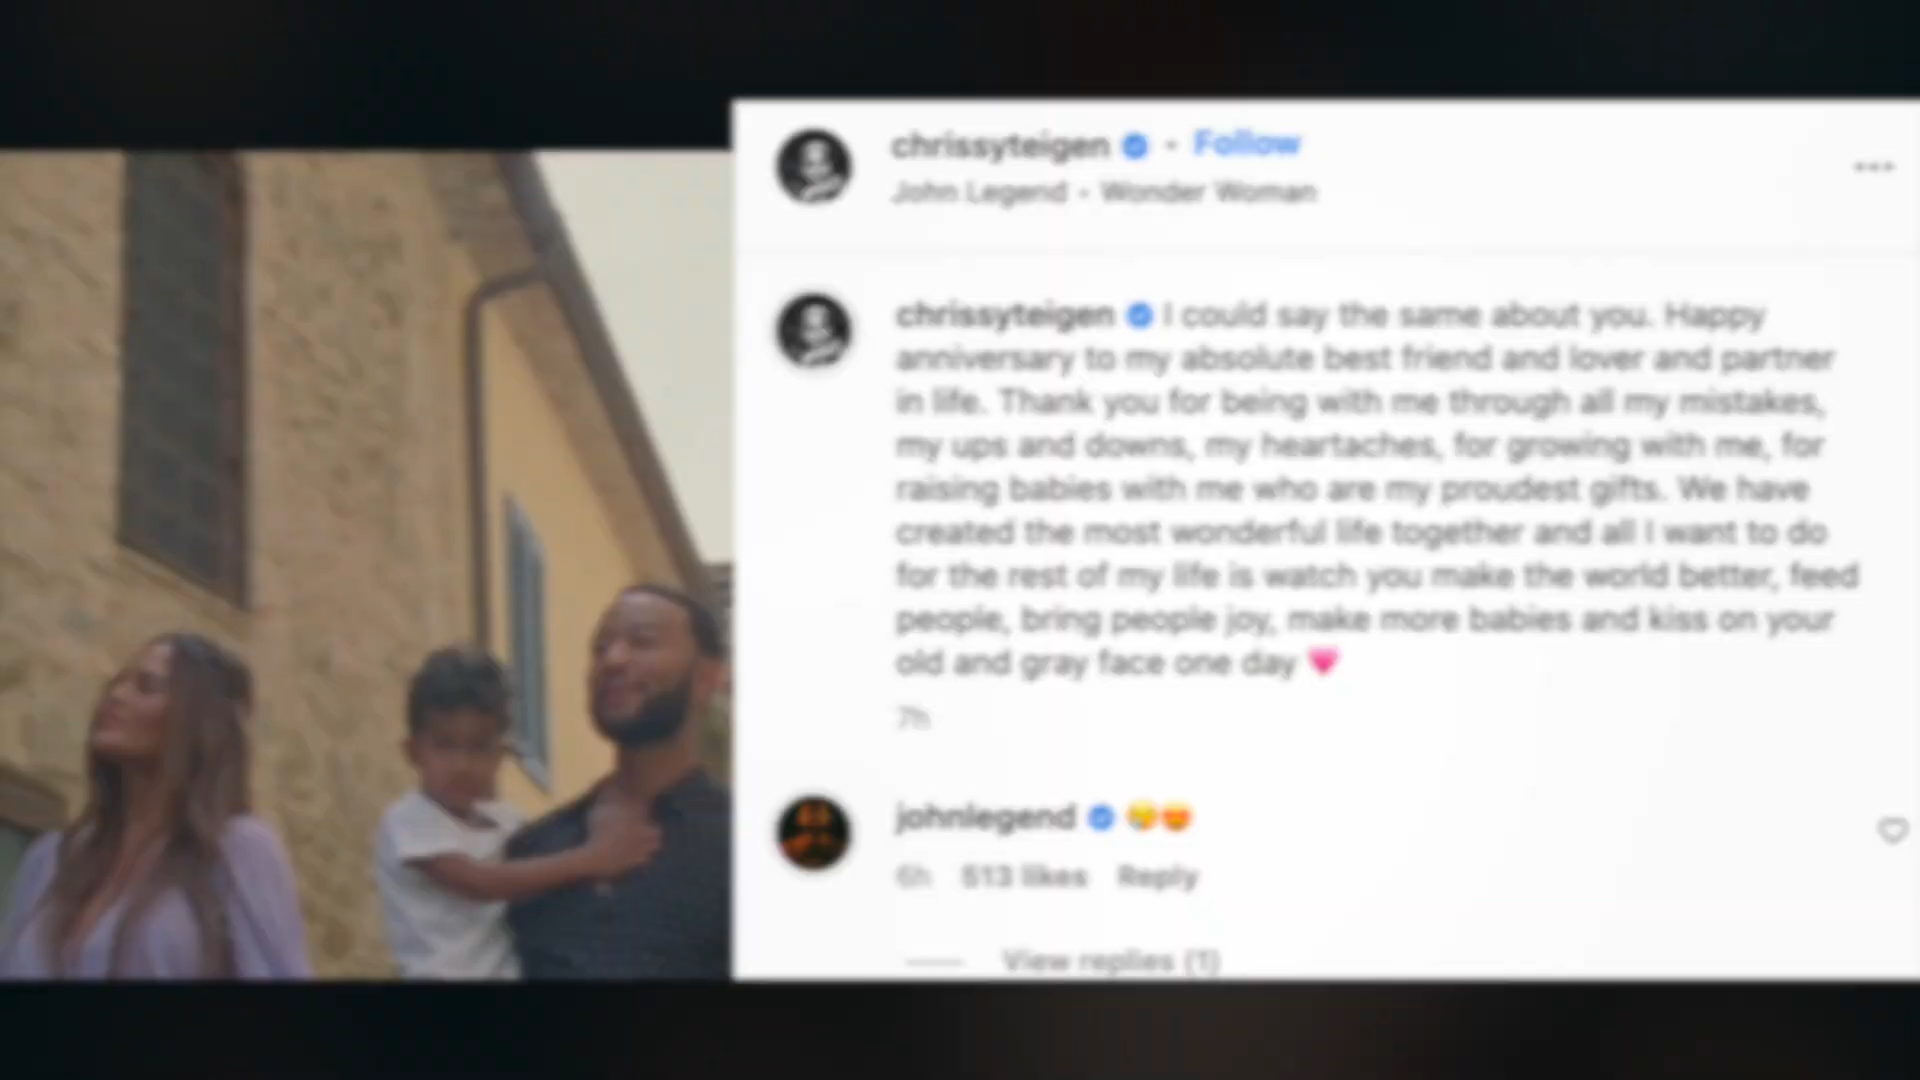 chrissyteigen • Follow
John Legend • Wonder Woman
chrissyteigen I could say the same about you. Happy
anniversary to my absolute best friend and lover and partner
in life. Thank you for being with me through all my mistakes,
my ups and downs, my heartaches, for growing with me, for
raising babies with me who are my proudest gifts. We have
created the most wonderful life together and all I want to do
for the rest of my life is watch you make the world better, feed
people, bring people joy, make more babies and kiss on your
old and gray face one day 💗
7h
johnlegend 😢😍
6h 513 likes Reply
View replies (1)